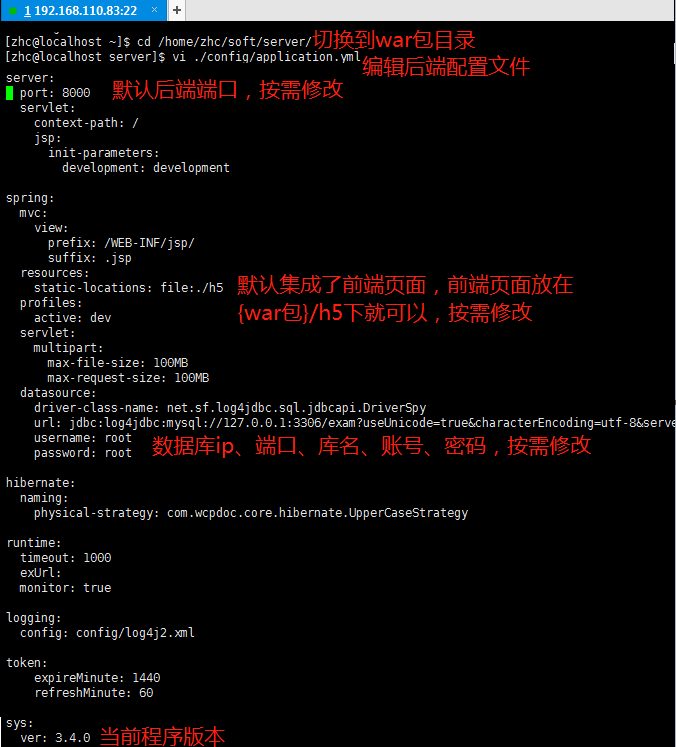 1 192.168.110.83:22 × +
[zhc@localhost ~]$ cd /home/zhc/soft/server/ 切换到war包目录
[zhc@localhost server]$ vi ./config/application.yml
编辑后端配置文件
server:
port: 8000 默认后端端口，按需修改
servlet:
context-path: /
jsp:
init-parameters:
development: development
spring:
mvc:
view:
prefix: /WEB-INF/jsp/
suffix: .jsp
resources:
static-locations: file:./h5 默认集成了前端页面，前端页面放在
profiles:
active: dev {war包}/h5下就可以，按需修改
servlet:
multipart:
max-file-size: 100MB
max-request-size: 100MB
datasource:
driver-class-name: net.sf.log4jdbc.sql.jdbcapi.DriverSpy
url: jdbc:log4jdbc:mysql://127.0.0.1:3306/exam?useUnicode=true&characterEncoding=utf-8&serve
username: root
password: root 数据库ip、端口、库名、账号、密码，按需修改
hibernate:
naming:
physical-strategy: com.wcpdoc.core.hibernate.UpperCaseStrategy
runtime:
timeout: 1000
exUrl:
monitor: true
logging:
config: config/log4j2.xml
token:
expireMinute: 1440
refreshMinute: 60
sys:
ver: 3.4.0 当前程序版本